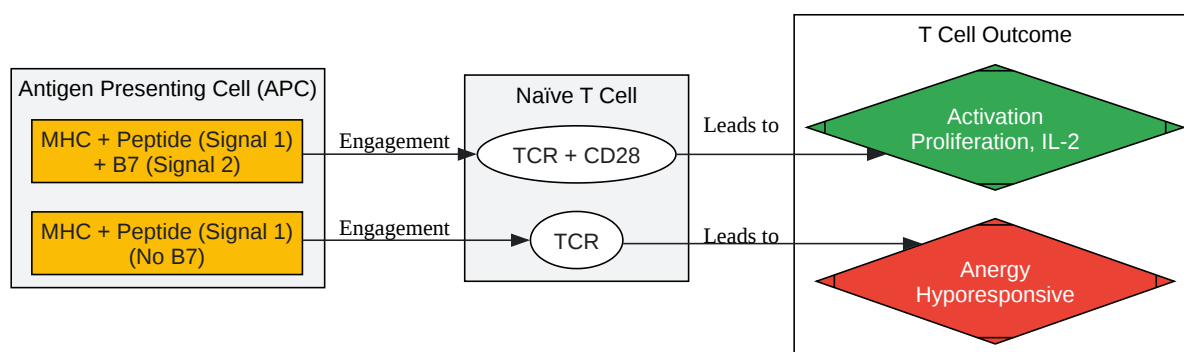 T Cell Outcome
Antigen Presenting Cell (APC)
Naïve T Cell
MHC + Peptide (Signal 1)
+ B7 (Signal 2)
Engagement
TCR + CD28
Leads to
Activation
Proliferation, IL-2
MHC + Peptide (Signal 1)
(No B7)
Engagement
TCR
Leads to
Anergy
Hyporesponsive